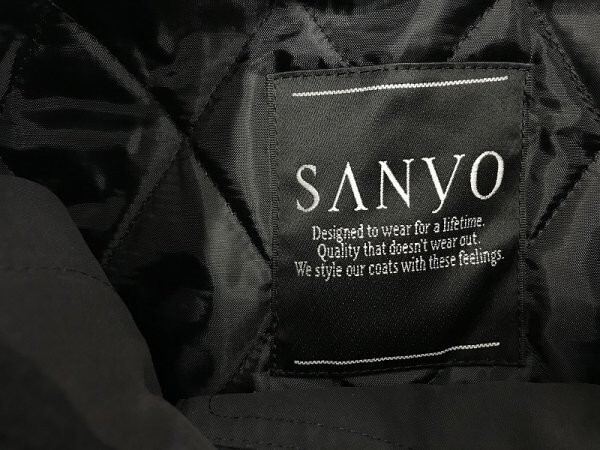 SANYO
Designed to wear for a lifetime.
Quality that doesn't wear out.
We style our coats with these feelings.